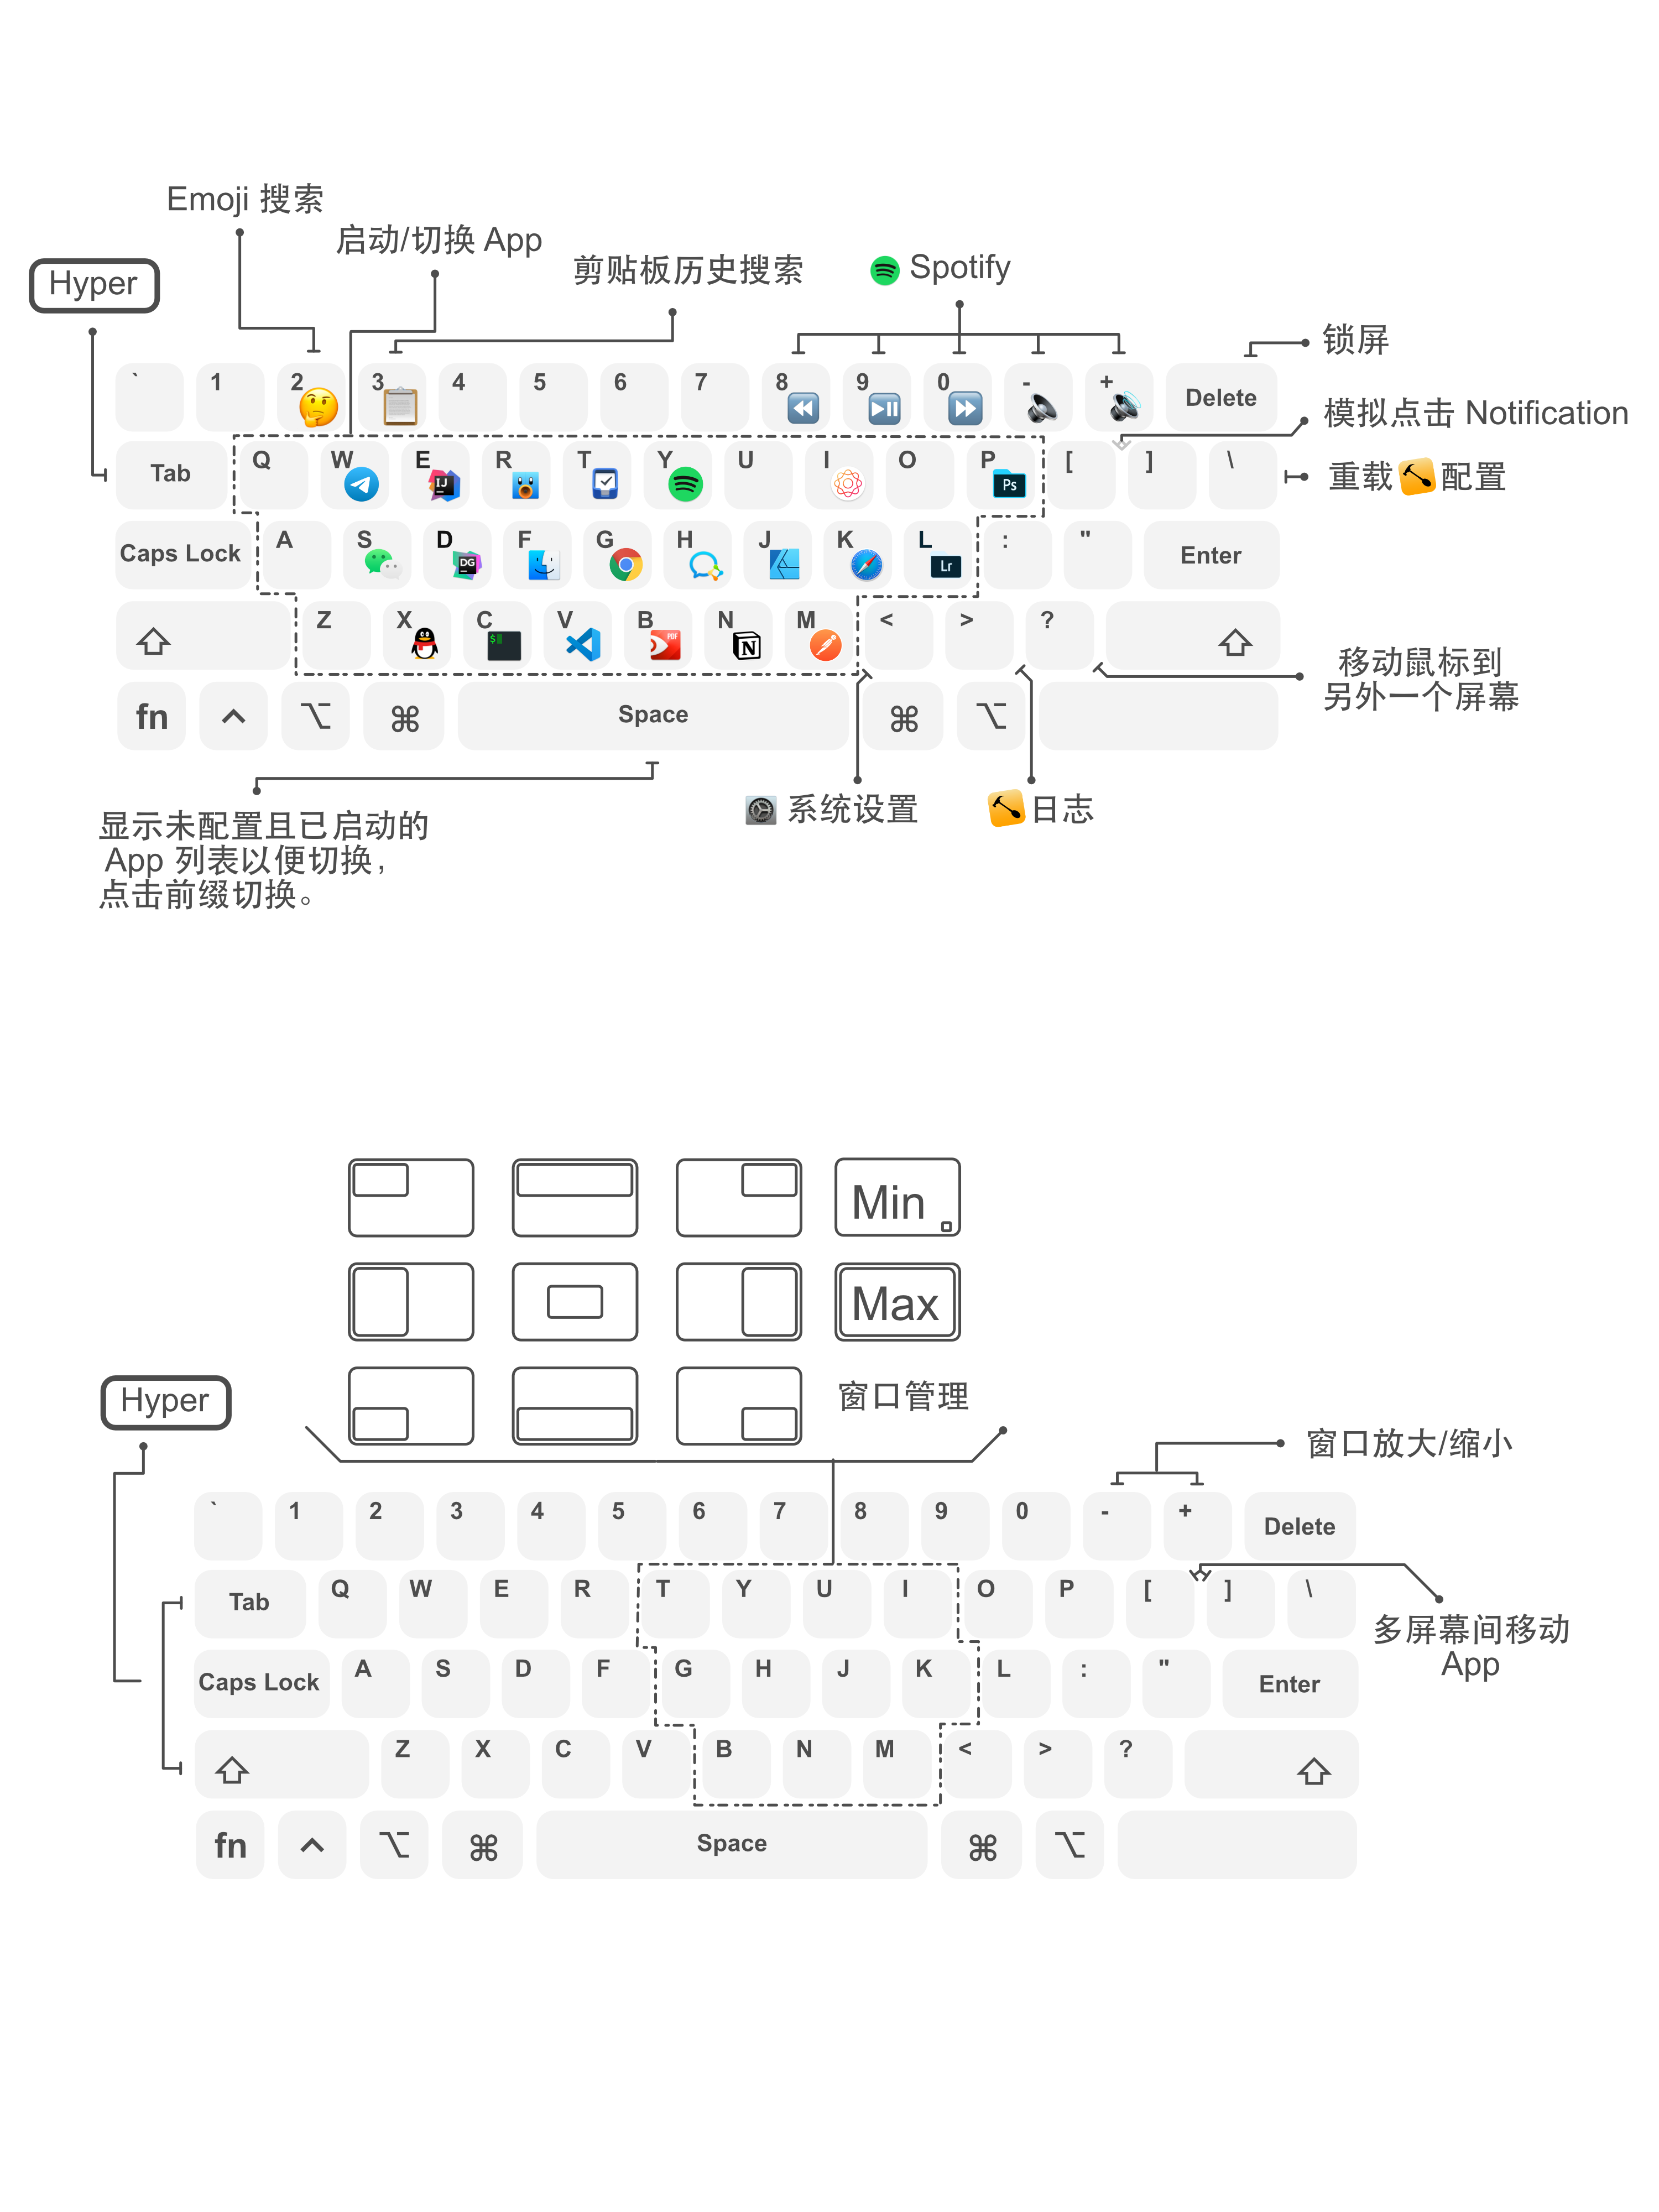 Emoji 搜索
启动/切换 App
剪贴板历史搜索
Spotify
Hyper
锁屏
` 1 2 3 4 5 6 7 8 9 0 - + Delete
模拟点击 Notification
Tab Q W E R T Y U I O P [ ] \
IJ Ps
重载配置
Caps Lock A S D F G H J K L : " Enter
DG Lr
Z X C V B N M < > ?
$ PDF N
移动鼠标到
另外一个屏幕
fn Space
系统设置
日志
显示未配置且已启动的
App 列表以便切换，
点击前缀切换。
Min
Max
窗口管理
Hyper
窗口放大/缩小
` 1 2 3 4 5 6 7 8 9 0 - + Delete
Tab Q W E R T Y U I O P [ ] \
多屏幕间移动
App
Caps Lock A S D F G H J K L : " Enter
Z X C V B N M < > ?
fn Space